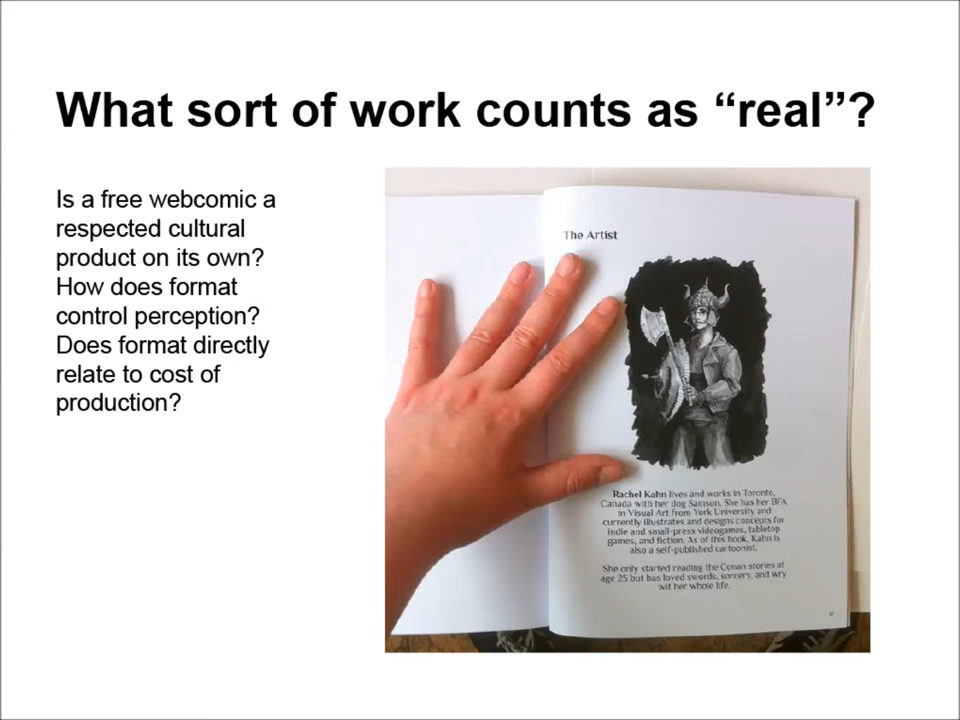 What sort of work counts as “real”?
Is a free webcomic a
respected cultural
product on its own?
How does format
control perception?
Does format directly
relate to cost of
production?
The Artist
Rachel Kahn lives and works in Toronto,
Canada with her dog Samson. She has her BFA
in Visual Art from York University and
currently illustrates and designs concepts for
indie and small-press videogames, tabletop
games, and fiction. As of this book, Kahn is
also a self-published cartoonist.
She only started reading the Conan stories at
age 25 but has loved swords, sorcery, and wry
wit her whole life.